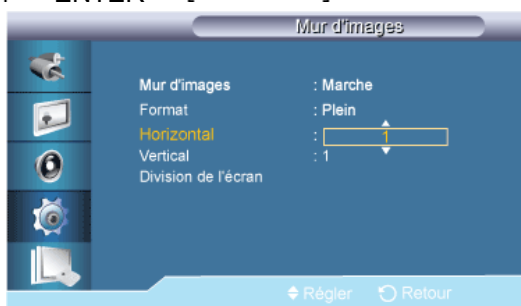 ENTER
Mur d'images
Mur d'images : Marche
Format : Plein
Horizontal : 1
Vertical : 1
Division de l'écran
Régler Retour